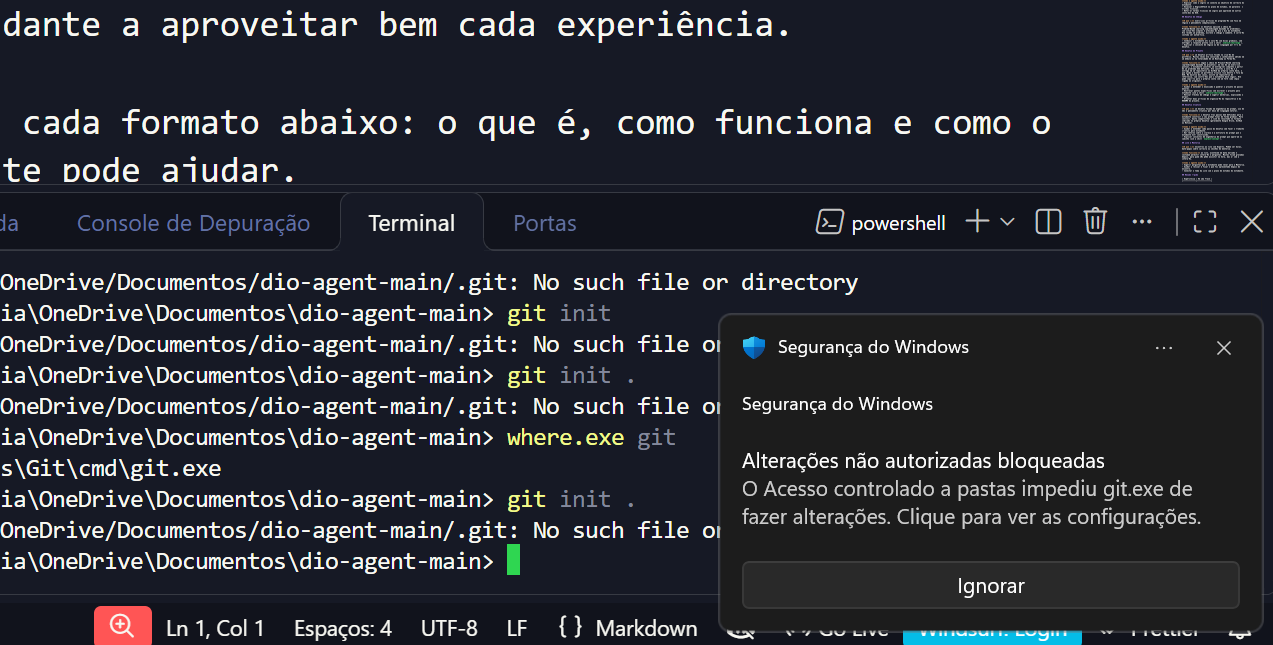 dante a aproveitar bem cada experiência.
cada formato abaixo: o que é, como funciona e como o
te pode ajudar.
da Console de Depuração Terminal Portas powershell
OneDrive/Documentos/dio-agent-main/.git: No such file or directory
ia\OneDrive\Documentos\dio-agent-main> git init
OneDrive/Documentos/dio-agent-main/.git: No such file or
ia\OneDrive\Documentos\dio-agent-main> git init .
OneDrive/Documentos/dio-agent-main/.git: No such file or
ia\OneDrive\Documentos\dio-agent-main> where.exe git
s\Git\cmd\git.exe
ia\OneDrive\Documentos\dio-agent-main> git init .
OneDrive/Documentos/dio-agent-main/.git: No such file or
ia\OneDrive\Documentos\dio-agent-main>
Segurança do Windows
Segurança do Windows
Alterações não autorizadas bloqueadas
O Acesso controlado a pastas impediu git.exe de
fazer alterações. Clique para ver as configurações.
Ignorar
Ln 1, Col 1 Espaços: 4 UTF-8 LF {} Markdown Go Live Windsurf: Login Prettier